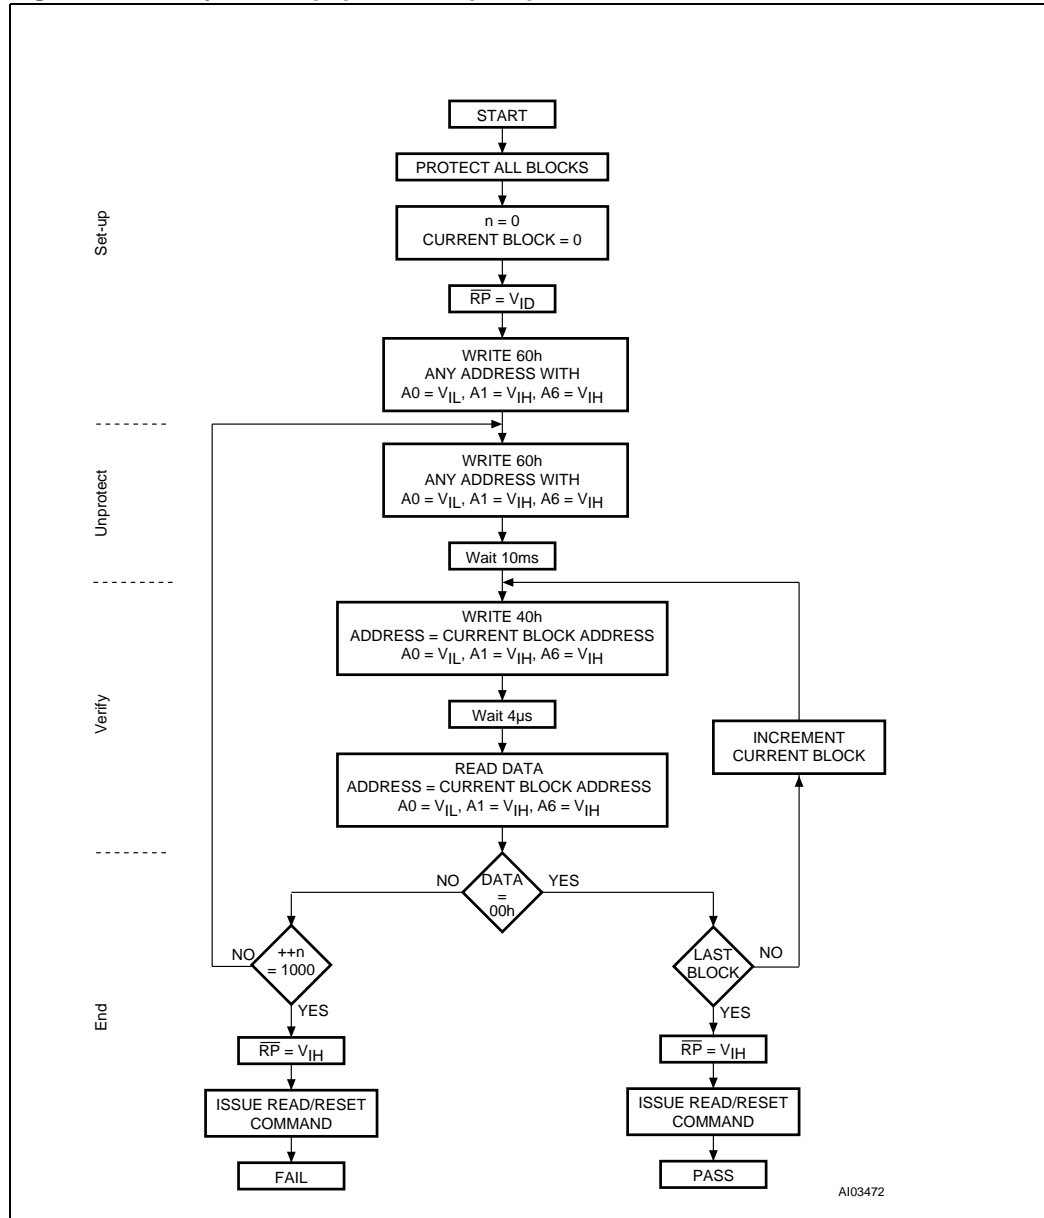 START
PROTECT ALL BLOCKS
Set-up
n = 0
CURRENT BLOCK = 0
RP = VID
WRITE 60h
ANY ADDRESS WITH
A0 = VIL, A1 = VIH, A6 = VIH
Unprotect
WRITE 60h
ANY ADDRESS WITH
A0 = VIL, A1 = VIH, A6 = VIH
Wait 10ms
Verify
WRITE 40h
ADDRESS = CURRENT BLOCK ADDRESS
A0 = VIL, A1 = VIH, A6 = VIH
Wait 4µs
INCREMENT
CURRENT BLOCK
READ DATA
ADDRESS = CURRENT BLOCK ADDRESS
A0 = VIL, A1 = VIH, A6 = VIH
End
NO
DATA
=
00h
YES
NO
++n
= 1000
YES
LAST
BLOCK
NO
YES
RP = VIH
RP = VIH
ISSUE READ/RESET
COMMAND
ISSUE READ/RESET
COMMAND
FAIL
PASS
AI03472